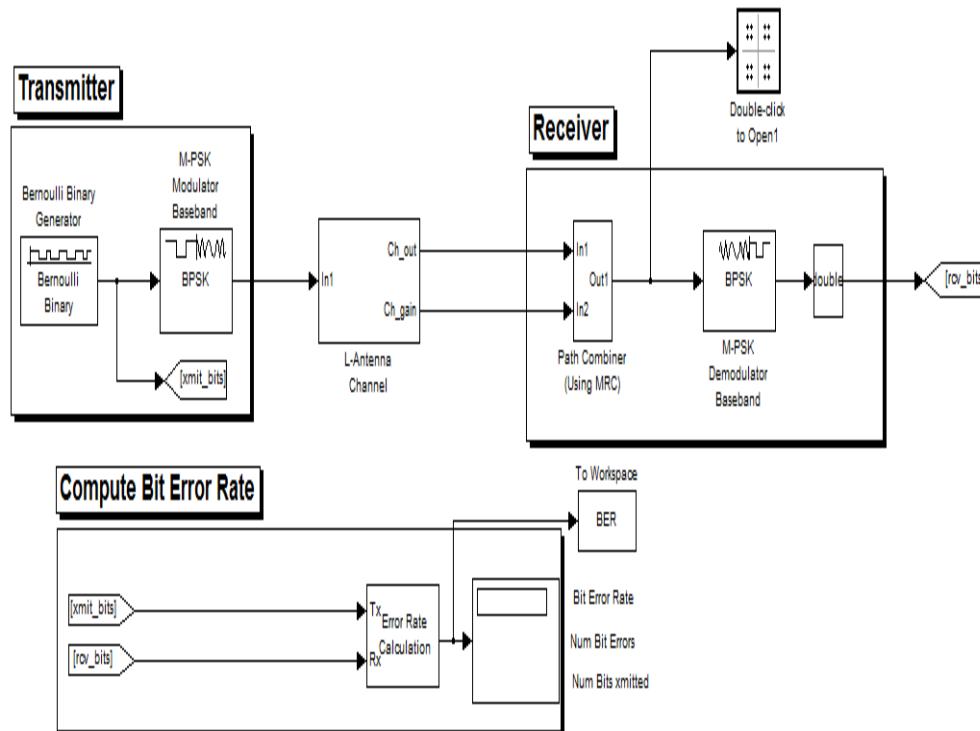 Transmitter
Bernoulli Binary
Generator
Bernoulli
Binary
M-PSK
Modulator
Baseband
BPSK
[xmit_bits]
In1
Ch_out
Ch_gain
L-Antenna
Channel
Receiver
In1
In2
Out1
Path Combiner
(Using MRC)
Double-click
to Open1
BPSK
M-PSK
Demodulator
Baseband
double
[rcv_bits
Compute Bit Error Rate
[xmit_bits]
[rcv_bits]
Tx
Rx
Error Rate
Calculation
To Workspace
BER
Bit Error Rate
Num Bit Errors
Num Bits xmitted